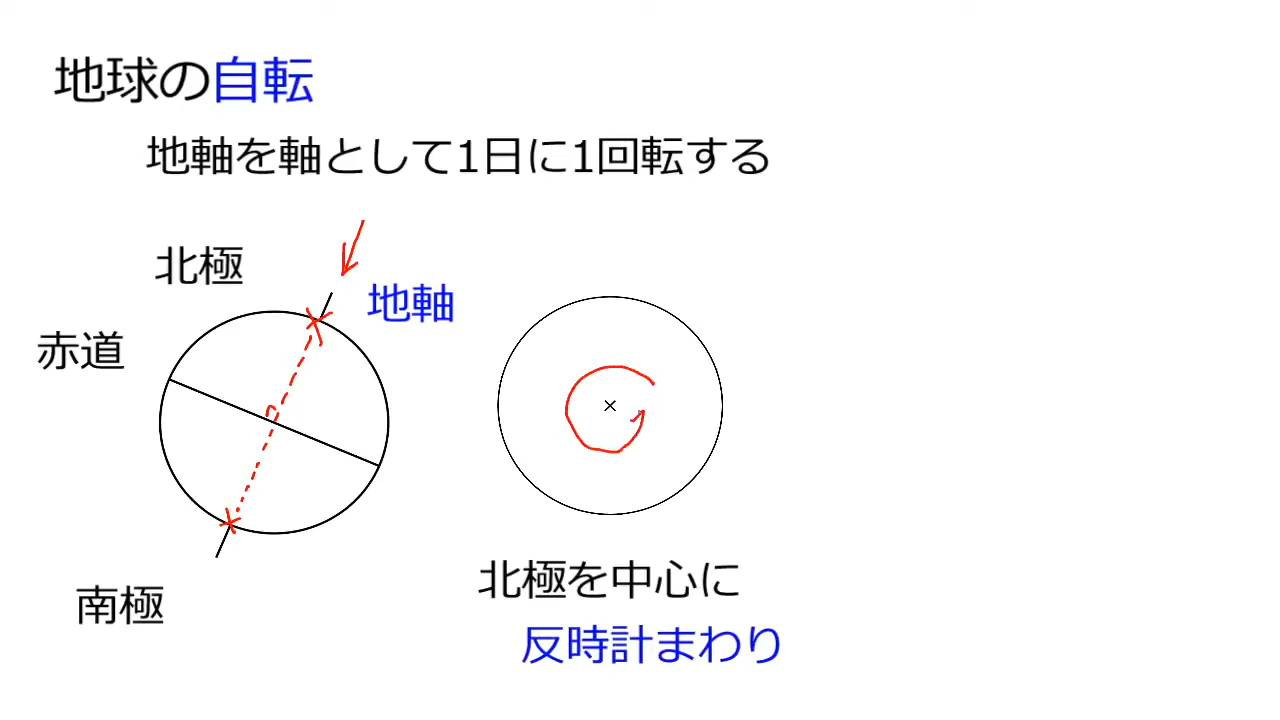 地球の自転
地軸を軸として1日に1回転する
北極
地軸
赤道
南極
北極を中心に
反時計まわり